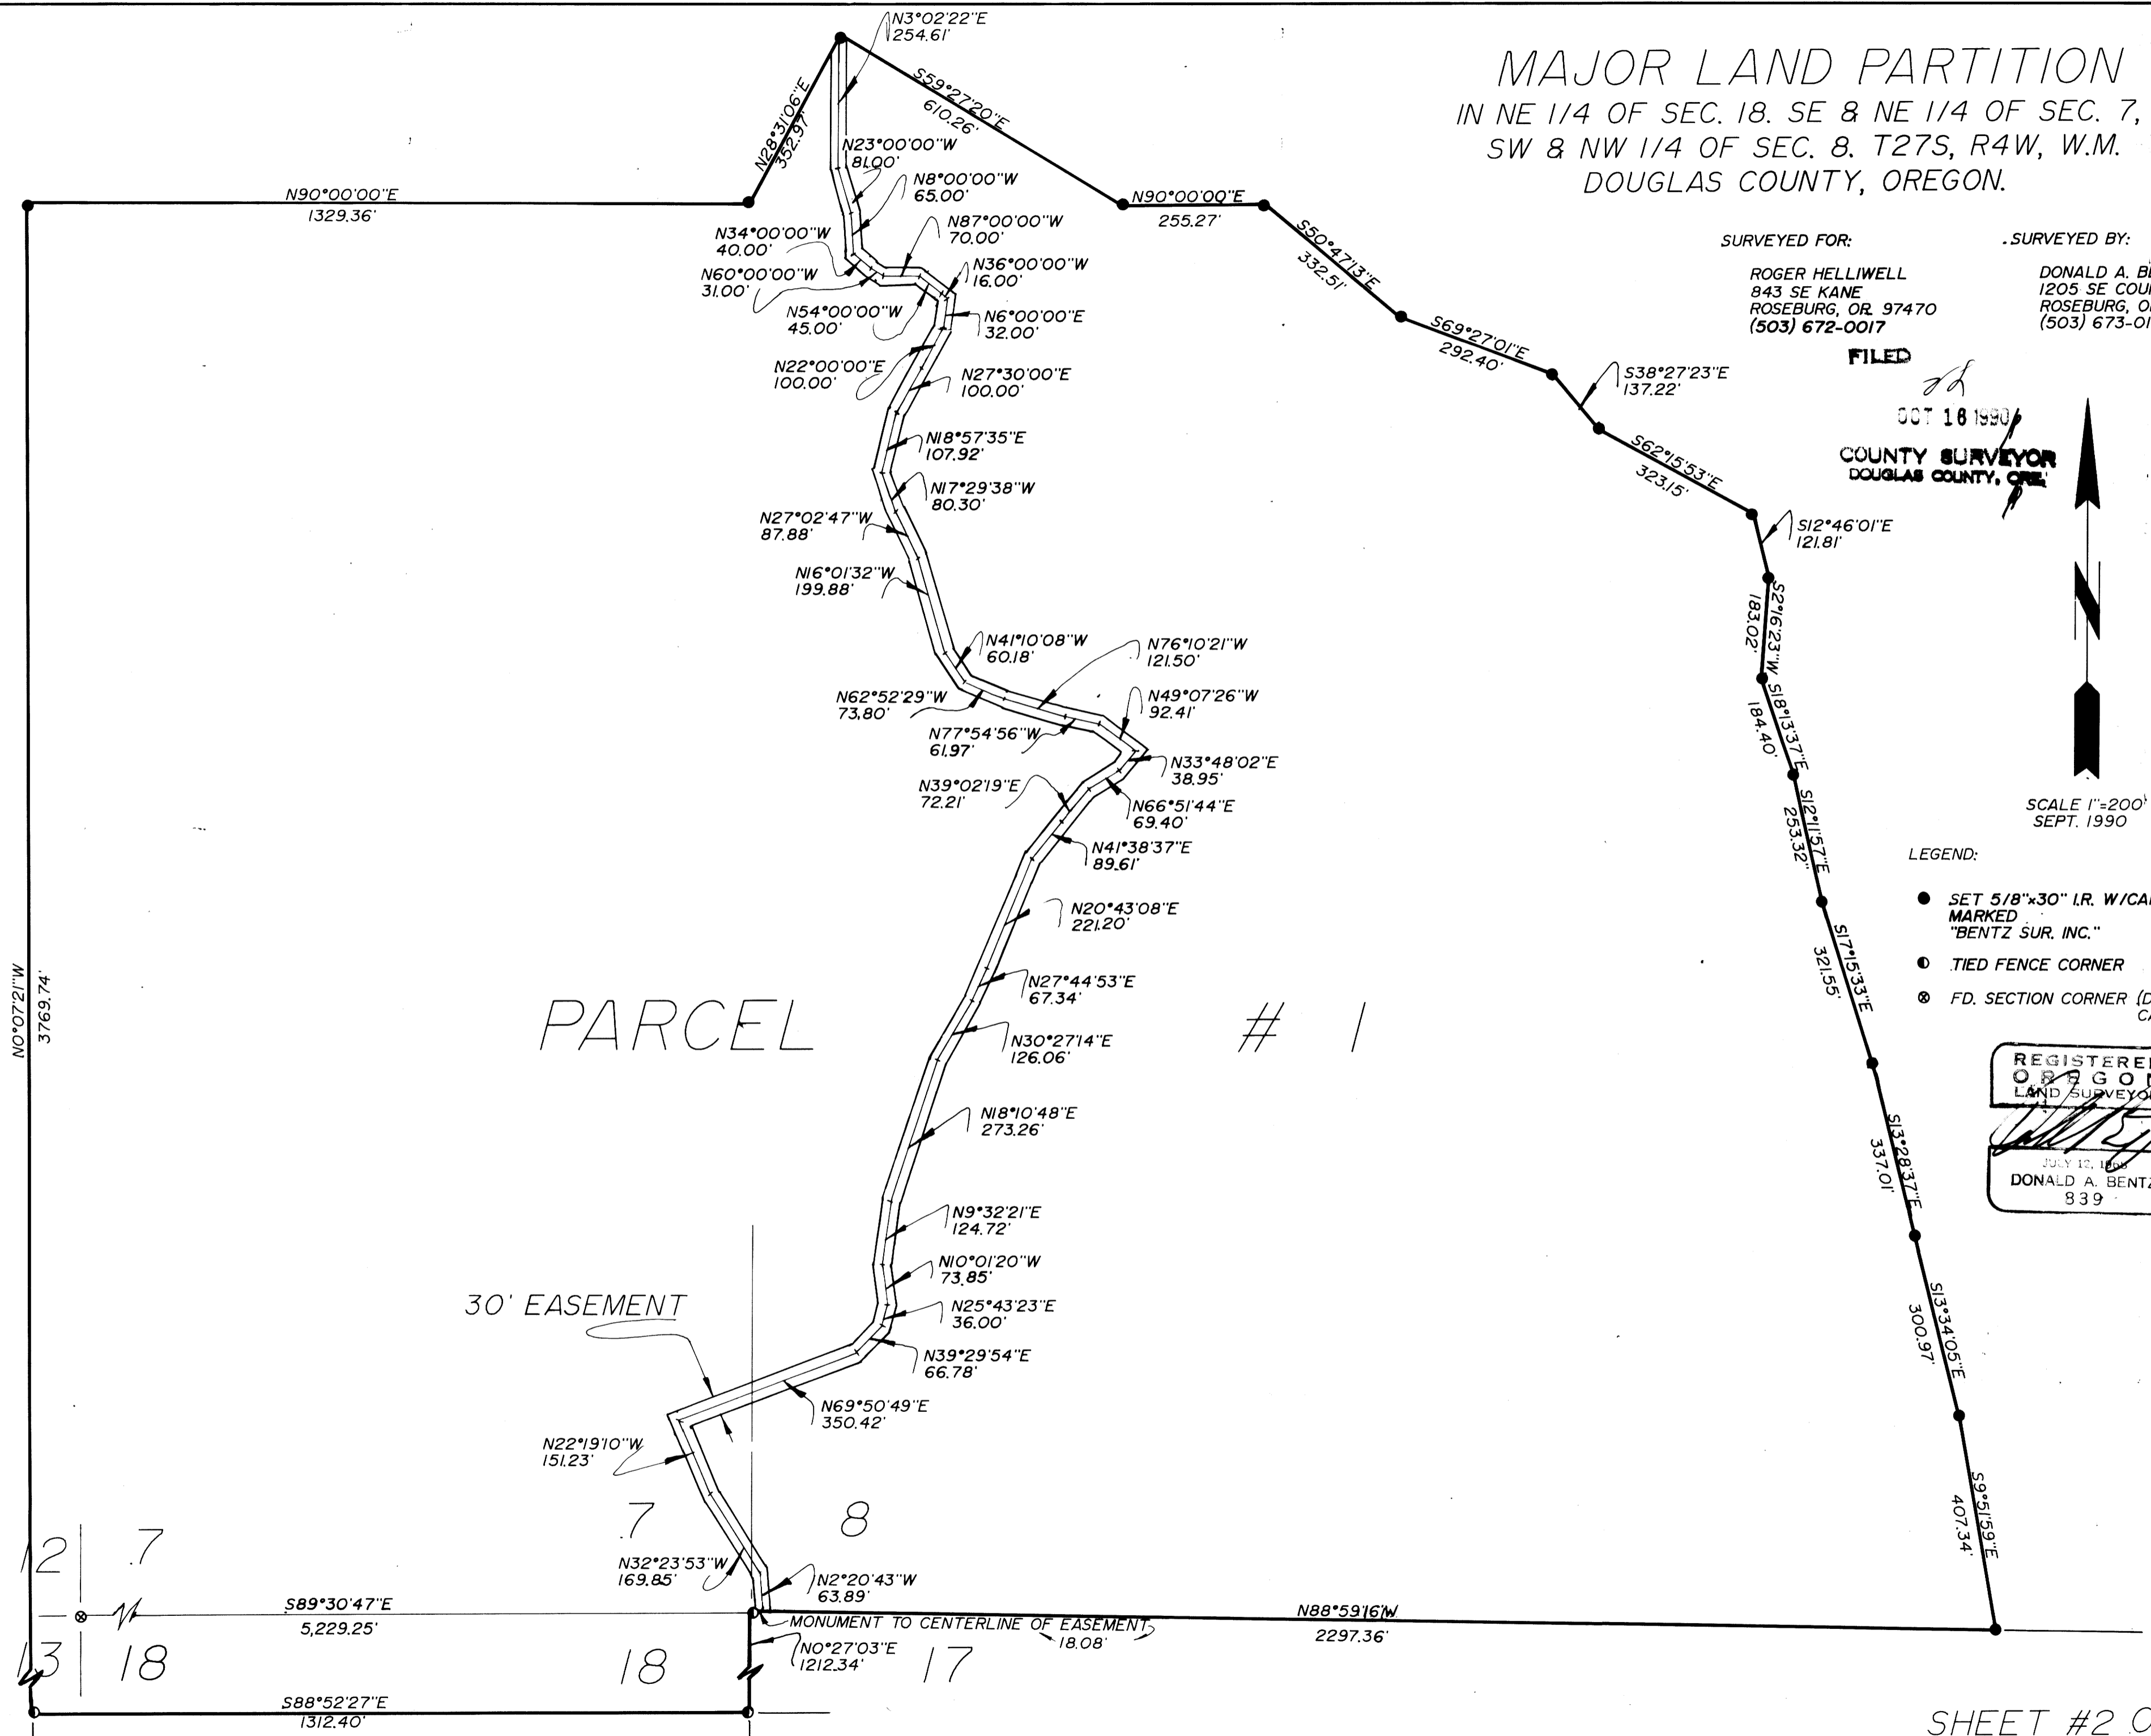 MAJOR LAND PARTITION
IN NE 1/4 OF SEC. 18. SE & NE 1/4 OF SEC. 7,
SW & NW 1/4 OF SEC. 8. T27S, R4W, W.M.
DOUGLAS COUNTY, OREGON.
SURVEYED FOR:
ROGER HELLIWELL
843 SE KANE
ROSEBURG, OR. 97470
(503) 672-0017
SURVEYED BY:
DONALD A.
1205 SE
ROSEBURG,
(503)
FILED
OCT 16 1990
COUNTY SURVEYOR
DOUGLAS COUNTY, ORE.
N
SCALE 1"=200'
SEPT. 1990
LEGEND:
SET 5/8"x30" I.R. W/
MARKED
"BENTZ SUR. INC."
TIED FENCE CORNER
FD. SECTION CORNER
REGISTERED
OREGON
LAND SURVEYOR
JULY 12,
DONALD A. BENTZ
839
N3°02'22"E
254.61'
N28°31'06"E
352.97'
S59°27'20"E
610.26'
N90°00'00"E
1329.36'
N90°00'00"E
255.27'
S50°47'13"E
332.51'
S69°27'01"E
292.40'
S38°27'23"E
137.22'
S62°15'53"E
323.15'
S12°46'01"E
121.81'
S2°16'23"W
183.02'
S18°13'37"E
184.40'
S12°11'57"E
253.32"
S17°15'33"E
321.55'
S13°28'37"E
337.01'
S13°34'05"E
300.97'
S9°51'59"E
407.34'
N23°00'00"W
81.00'
N8°00'00"W
65.00'
N34°00'00"W
40.00'
N87°00'00"W
70.00'
N60°00'00"W
31.00'
N36°00'00"W
16.00'
N54°00'00"W
45.00'
N6°00'00"E
32.00'
N22°00'00"E
100.00'
N27°30'00"E
100.00'
N18°57'35"E
107.92'
N17°29'38"W
80.30'
N27°02'47"W
87.88'
N16°01'32"W
199.88'
N41°10'08"W
60.18'
N76°10'21"W
121.50'
N62°52'29"W
73.80'
N49°07'26"W
92.41'
N77°54'56"W
61.97'
N33°48'02"E
38.95'
N39°02'19"E
72.21'
N66°51'44"E
69.40'
N41°38'37"E
89.61'
N20°43'08"E
221.20'
N27°44'53"E
67.34'
N0°07'21"W
3769.74'
PARCEL # 1
N30°27'14"E
126.06'
N18°10'48"E
273.26'
N9°32'21"E
124.72'
N10°01'20"W
73.85'
30' EASEMENT
N25°43'23"E
36.00'
N39°29'54"E
66.78'
N69°50'49"E
350.42'
N22°19'10"W
151.23'
7 8
12 7
N32°23'53"W
169.85'
N2°20'43"W
63.89'
S89°30'47"E
5,229.25'
MONUMENT TO CENTERLINE OF EASEMENT
18.08'
N88°59'16"W
2297.36'
N0°27'03"E
1212.34'
13 18 18 17
S88°52'27"E
1312.40'
SHEET #2